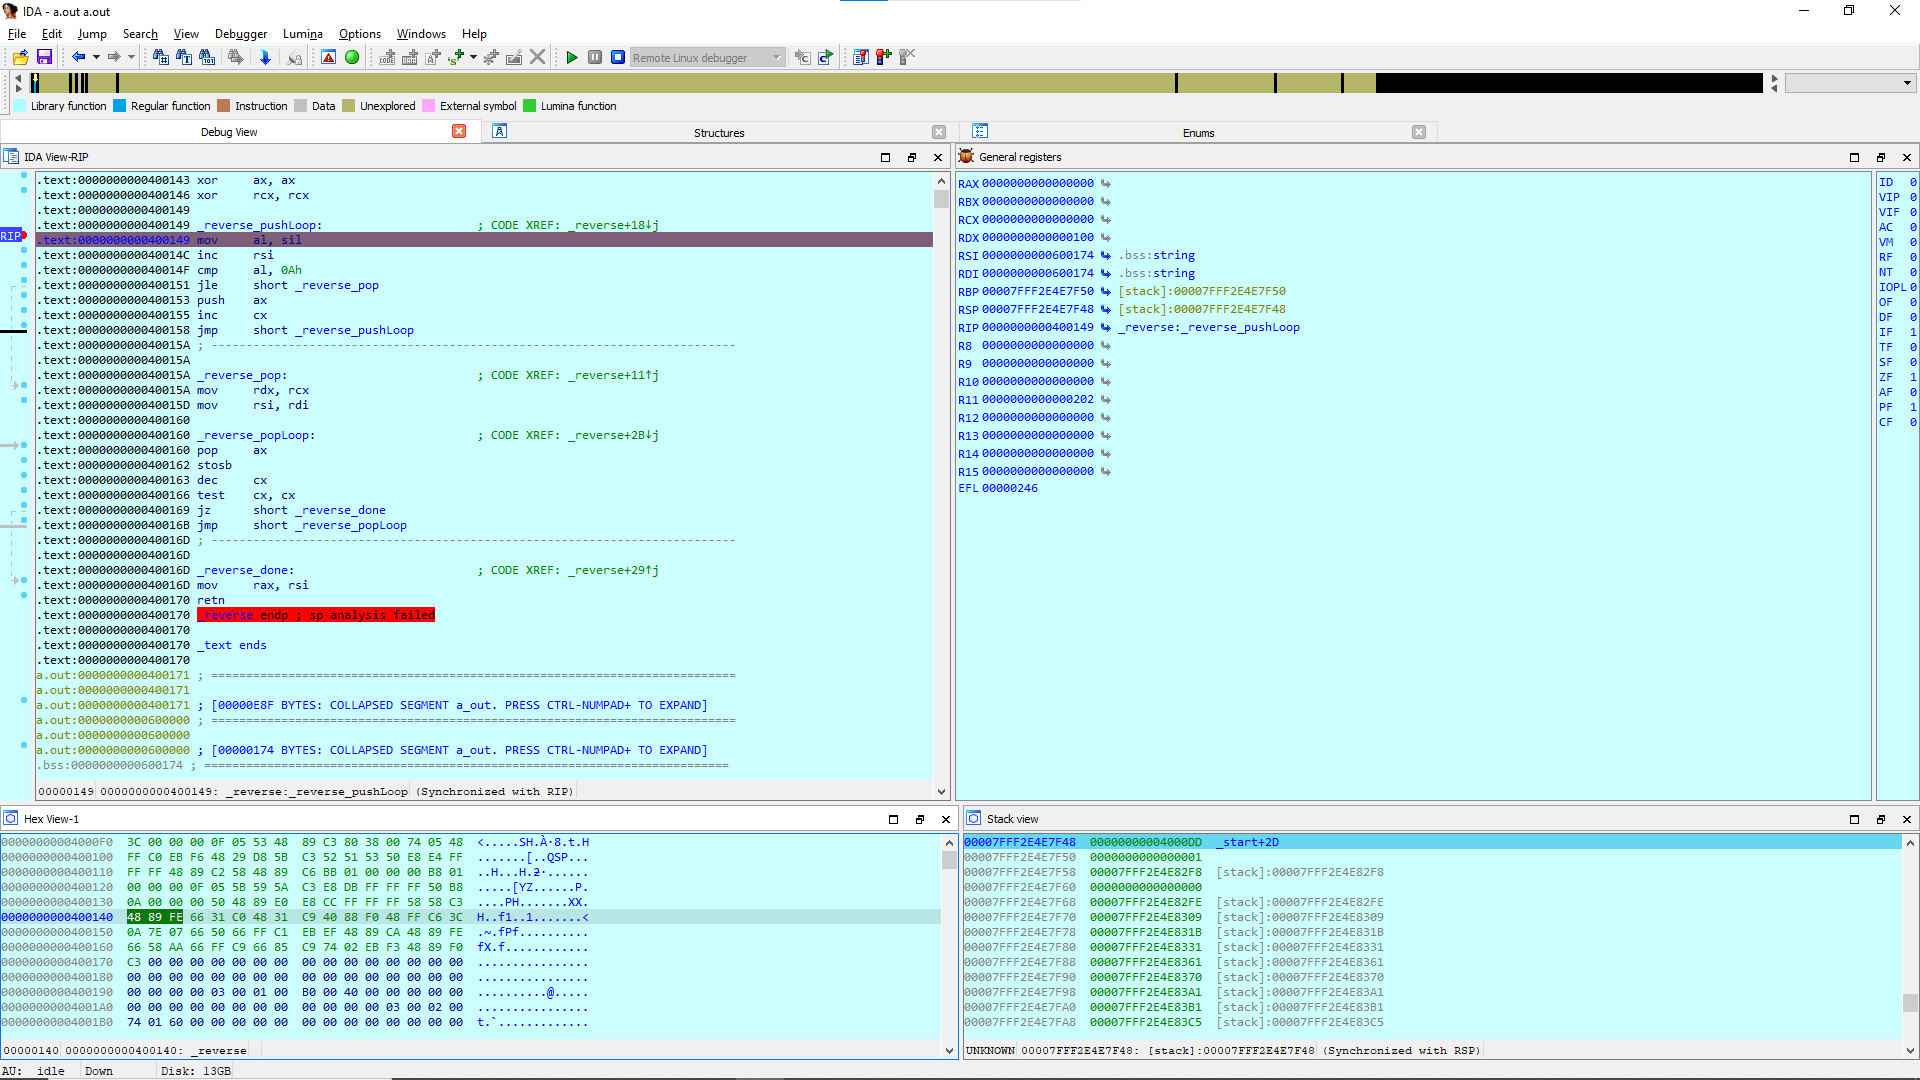 IDA - a.out a.out
File Edit Jump Search View Debugger Lumina Options Windows Help
Remote Linux debugger
Library function Regular function Instruction Data Unexplored External symbol Lumina function
Debug View Structures Enums
IDA View-RIP
.text:0000000000400143 xor ax, ax
.text:0000000000400146 xor rcx, rcx
.text:0000000000400149
.text:0000000000400149 _reverse_pushLoop: ; CODE XREF: _reverse+18↓j
RIP .text:0000000000400149 mov al, sil
.text:000000000040014C inc rsi
.text:000000000040014F cmp al, 0Ah
.text:0000000000400151 jle short _reverse_pop
.text:0000000000400153 push ax
.text:0000000000400155 inc cx
.text:0000000000400158 jmp short _reverse_pushLoop
.text:000000000040015A ; ---------------------------------------------------------------------------
.text:000000000040015A
.text:000000000040015A _reverse_pop: ; CODE XREF: _reverse+11↑j
.text:000000000040015A mov rdx, rcx
.text:000000000040015D mov rsi, rdi
.text:0000000000400160
.text:0000000000400160 _reverse_popLoop: ; CODE XREF: _reverse+2B↓j
.text:0000000000400160 pop ax
.text:0000000000400162 stosb
.text:0000000000400163 dec cx
.text:0000000000400166 test cx, cx
.text:0000000000400169 jz short _reverse_done
.text:000000000040016B jmp short _reverse_popLoop
.text:000000000040016D ; ---------------------------------------------------------------------------
.text:000000000040016D
.text:000000000040016D _reverse_done: ; CODE XREF: _reverse+29↑j
.text:000000000040016D mov rax, rsi
.text:0000000000400170 retn
.text:0000000000400170 _reverse endp ; sp-analysis failed
.text:0000000000400170
.text:0000000000400170 _text ends
.text:0000000000400170
a.out:0000000000400171 ; ===========================================================================
a.out:0000000000400171
a.out:0000000000400171 ; [00000E8F BYTES: COLLAPSED SEGMENT a_out. PRESS CTRL-NUMPAD+ TO EXPAND]
a.out:0000000000600000 ; ===========================================================================
a.out:0000000000600000
a.out:0000000000600000 ; [00000174 BYTES: COLLAPSED SEGMENT a_out. PRESS CTRL-NUMPAD+ TO EXPAND]
.bss:0000000000600174 ; ===========================================================================
00000149 0000000000400149: _reverse:_reverse_pushLoop (Synchronized with RIP)
General registers
RAX 0000000000000000
RBX 0000000000000000
RCX 0000000000000000
RDX 0000000000000100
RSI 0000000000600174 .bss:string
RDI 0000000000600174 .bss:string
RBP 00007FFF2E4E7F50 [stack]:00007FFF2E4E7F50
RSP 00007FFF2E4E7F48 [stack]:00007FFF2E4E7F48
RIP 0000000000400149 _reverse:_reverse_pushLoop
R8 0000000000000000
R9 0000000000000000
R10 0000000000000000
R11 0000000000000202
R12 0000000000000000
R13 0000000000000000
R14 0000000000000000
R15 0000000000000000
EFL 00000246
ID 0
VIP 0
VIF 0
AC 0
VM 0
RF 0
NT 0
IOPL 0
OF 0
DF 0
IF 1
TF 0
SF 0
ZF 1
AF 0
PF 1
CF 0
Hex View-1
00000000004000F0 3C 00 00 00 0F 05 53 48 89 C3 80 38 00 74 05 48 <.....SH.À·8.t.H
0000000000400100 FF C0 EB F6 48 29 D8 5B C3 52 51 53 50 E8 E4 FF .......[..QSP...
0000000000400110 FF FF 48 89 C2 58 48 89 C6 BB 01 00 00 00 B8 01 ..H...H.2·......
0000000000400120 00 00 00 0F 05 5B 59 5A C3 E8 DB FF FF FF 50 B8 .....[YZ......P.
0000000000400130 0A 00 00 00 50 48 89 E0 E8 CC FF FF FF 58 58 C3 ....PH.......XX.
0000000000400140 48 89 FE 66 31 C0 48 31 C9 40 88 F0 48 FF C6 3C H..f1..1.......<
0000000000400150 0A 7E 07 66 50 66 FF C1 EB EF 48 89 CA 48 89 FE .~.fPf..........
0000000000400160 66 58 AA 66 FF C9 66 85 C9 74 02 EB F3 48 89 F0 fX.f............
0000000000400170 C3 00 00 00 00 00 00 00 00 00 00 00 00 00 00 00 ................
0000000000400180 00 00 00 00 00 00 00 00 00 00 00 00 00 00 00 00 ................
0000000000400190 00 00 00 00 03 00 01 00 B0 00 40 00 00 00 00 00 ..........@.....
00000000004001A0 00 00 00 00 00 00 00 00 00 00 00 00 03 00 02 00 ................
00000000004001B0 74 01 60 00 00 00 00 00 00 00 00 00 00 00 00 00 t.`.............
00000140 0000000000400140: _reverse
Stack view
00007FFF2E4E7F48 00000000004000DD _start+2D
00007FFF2E4E7F50 0000000000000001
00007FFF2E4E7F58 00007FFF2E4E82F8 [stack]:00007FFF2E4E82F8
00007FFF2E4E7F60 0000000000000000
00007FFF2E4E7F68 00007FFF2E4E82FE [stack]:00007FFF2E4E82FE
00007FFF2E4E7F70 00007FFF2E4E8309 [stack]:00007FFF2E4E8309
00007FFF2E4E7F78 00007FFF2E4E831B [stack]:00007FFF2E4E831B
00007FFF2E4E7F80 00007FFF2E4E8331 [stack]:00007FFF2E4E8331
00007FFF2E4E7F88 00007FFF2E4E8361 [stack]:00007FFF2E4E8361
00007FFF2E4E7F90 00007FFF2E4E8370 [stack]:00007FFF2E4E8370
00007FFF2E4E7F98 00007FFF2E4E83A1 [stack]:00007FFF2E4E83A1
00007FFF2E4E7FA0 00007FFF2E4E83B1 [stack]:00007FFF2E4E83B1
00007FFF2E4E7FA8 00007FFF2E4E83C5 [stack]:00007FFF2E4E83C5
UNKNOWN 00007FFF2E4E7F48: [stack]:00007FFF2E4E7F48 (Synchronized with RSP)
AU: idle Down Disk: 13GB